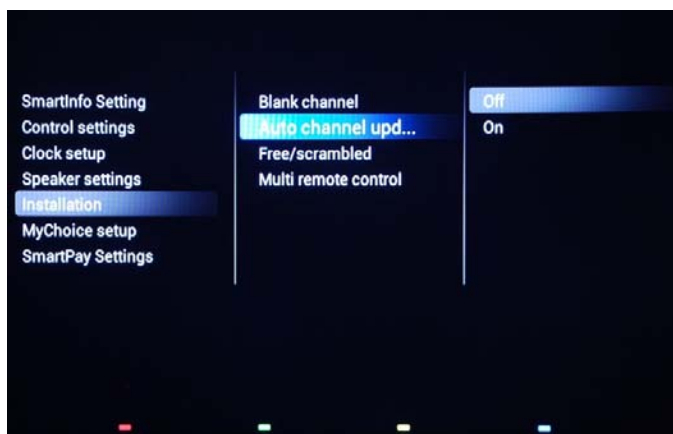 SmartInfo Setting
Control settings
Clock setup
Speaker settings
Installation
MyChoice setup
SmartPay Settings
Blank channel
Auto channel upd...
Free/scrambled
Multi remote control
Off
On